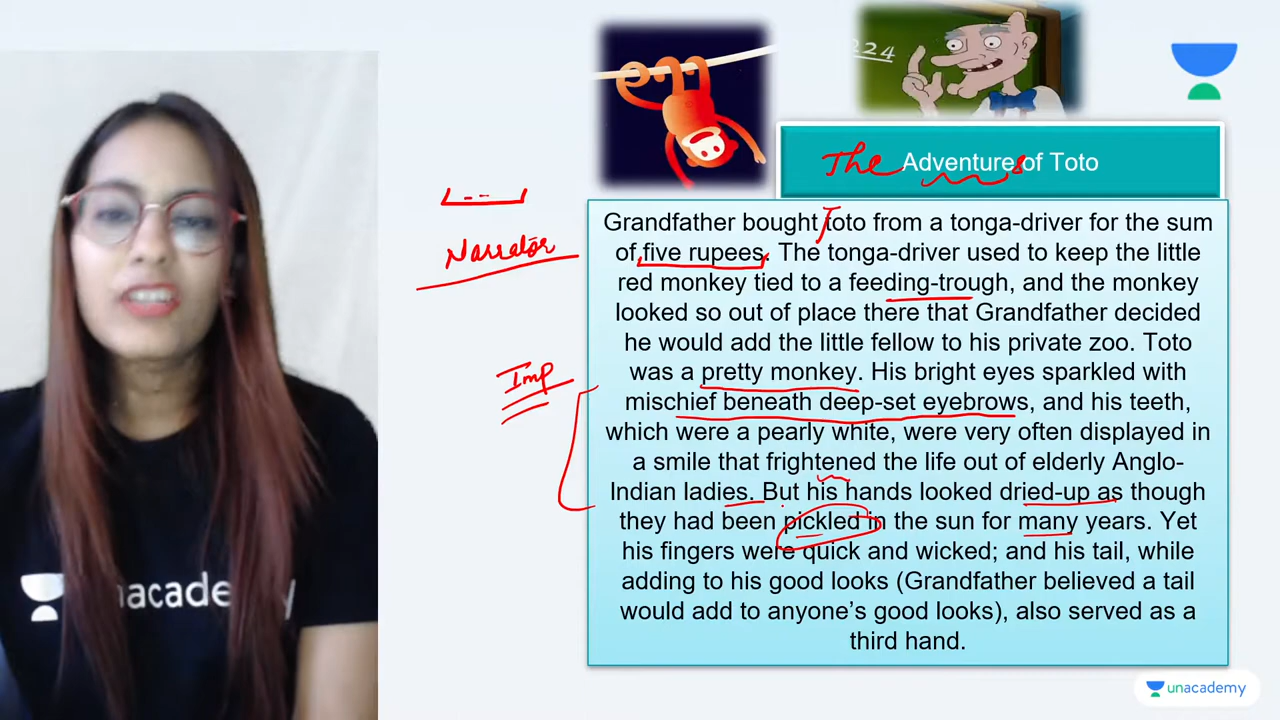 224
The Adventures of Toto
Grandfather bought Toto from a tonga-driver for the sum
of five rupees. The tonga-driver used to keep the little
red monkey tied to a feeding-trough, and the monkey
looked so out of place there that Grandfather decided
he would add the little fellow to his private zoo. Toto
was a pretty monkey. His bright eyes sparkled with
mischief beneath deep-set eyebrows, and his teeth,
which were a pearly white, were very often displayed in
a smile that frightened the life out of elderly Anglo-
Indian ladies. But his hands looked dried-up as though
they had been pickled in the sun for many years. Yet
his fingers were quick and wicked; and his tail, while
adding to his good looks (Grandfather believed a tail
would add to anyone’s good looks), also served as a
third hand.
Narrator
Imp
unacademy
unacademy